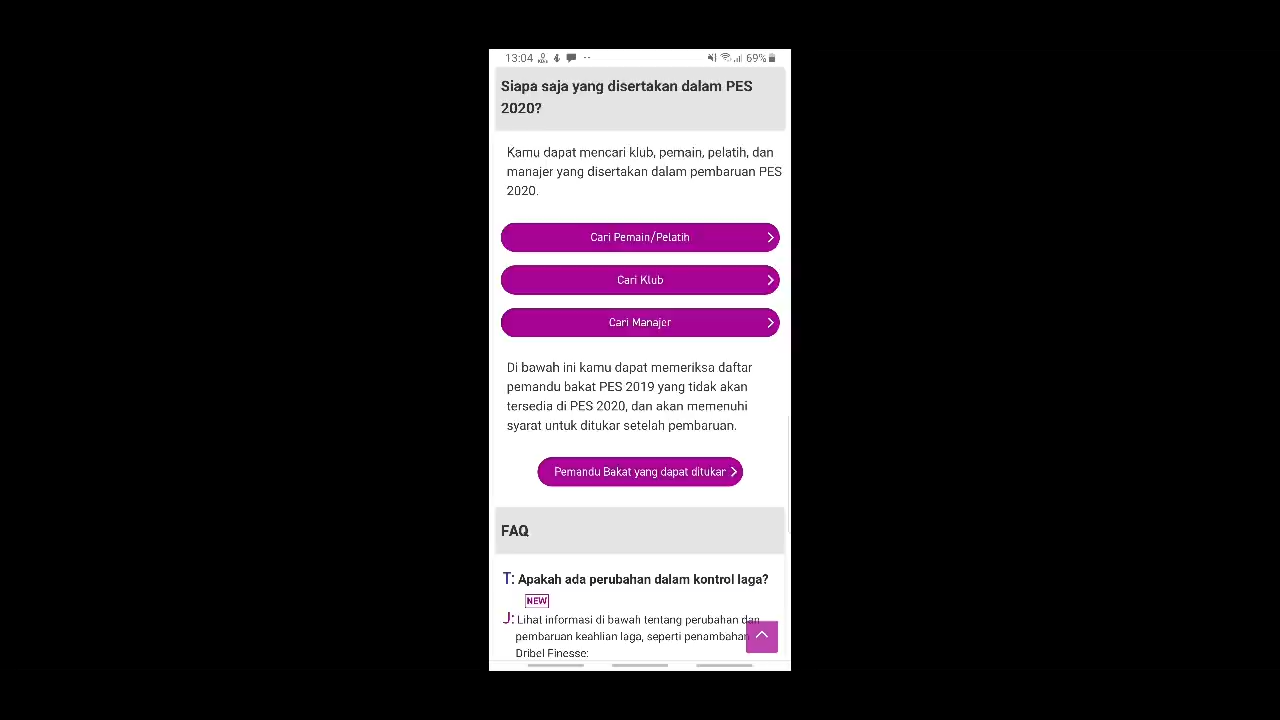 13:04
69%
Siapa saja yang disertakan dalam PES
2020?
Kamu dapat mencari klub, pemain, pelatih, dan
manajer yang disertakan dalam pembaruan PES
2020.
Cari Pemain/Pelatih
Cari Klub
Cari Manajer
Di bawah ini kamu dapat memeriksa daftar
pemandu bakat PES 2019 yang tidak akan
tersedia di PES 2020, dan akan memenuhi
syarat untuk ditukar setelah pembaruan.
Pemandu Bakat yang dapat ditukar
FAQ
T: Apakah ada perubahan dalam kontrol laga?
NEW
J: Lihat informasi di bawah tentang perubahan dan
pembaruan keahlian laga, seperti penambahan
Dribel Finesse: